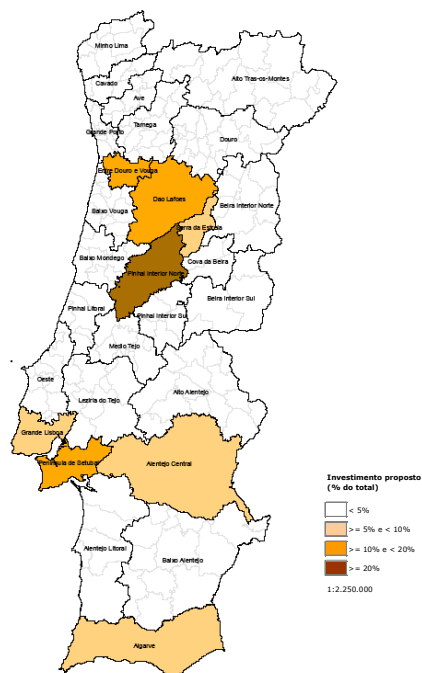 Minho Lima
Cavado
Alto Tras-os-Montes
Ave
Tamega
Grande Porto
Douro
Entre Douro e Vouga
Dao Lafoes
Beira Interior Norte
Baixo Vouga
Serra da Estrela
Baixo Mondego
Cova da Beira
Pinhal Interior Norte
Beira Interior Sul
Pinhal Litoral
Pinhal Interior Sul
Medio Tejo
Oeste
Leziria do Tejo
Alto Alentejo
Grande Lisboa
Peninsula de Setubal
Alentejo Central
Investimento proposto
(% do total)
< 5%
>= 5% e < 10%
>= 10% e < 20%
>= 20%
1:2.250.000
Alentejo Litoral
Baixo Alentejo
Algarve